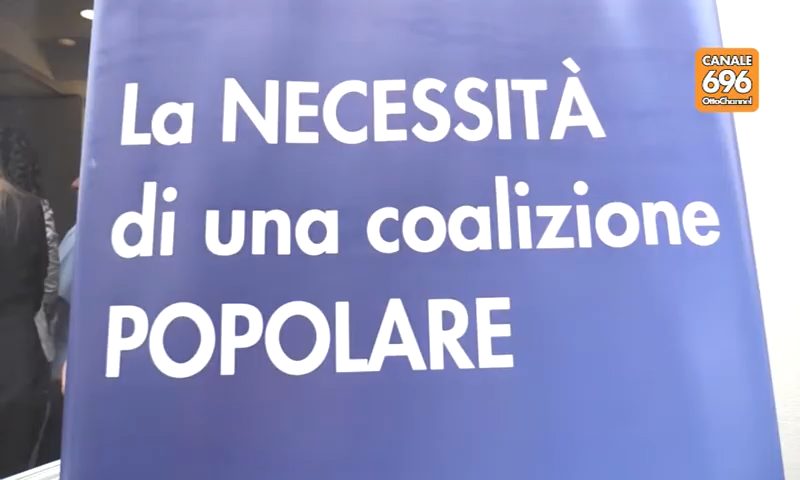 CANALE
696
OttoChannel
La NECESSITÀ
di una coalizione
POPOLARE